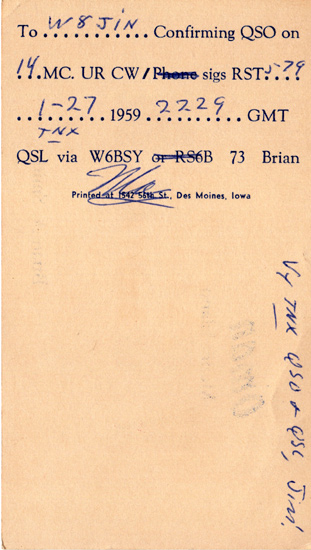 To W8JIN Confirming QSO on
14 MC. UR CW/Phone sigs RST 579
1-27 1959 2229 GMT
TNX
QSL via W6BSY or RS6B 73 Brian
Printed at 1542 56th St., Des Moines, Iowa
Vy TNX QSO & QSL, Jim!